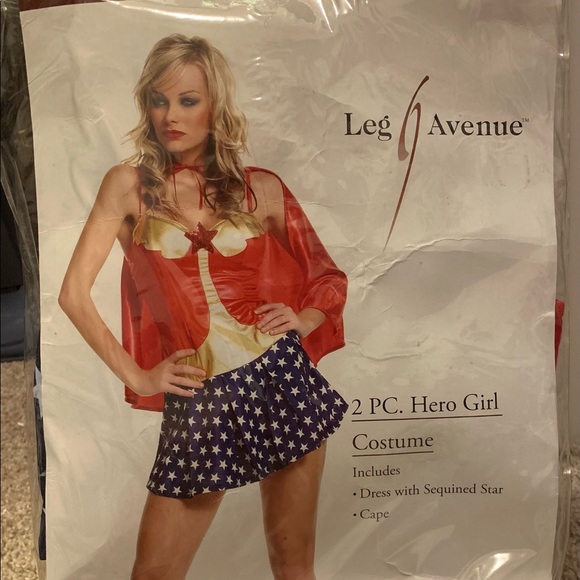 Leg Avenue™
2 PC. Hero Girl
Costume
Includes
• Dress with Sequined Star
• Cape